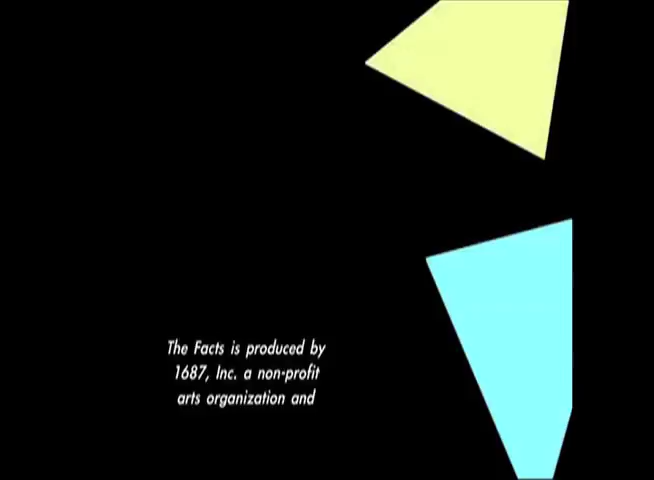 The Facts is produced by
1687, Inc. a non-profit
arts organization and